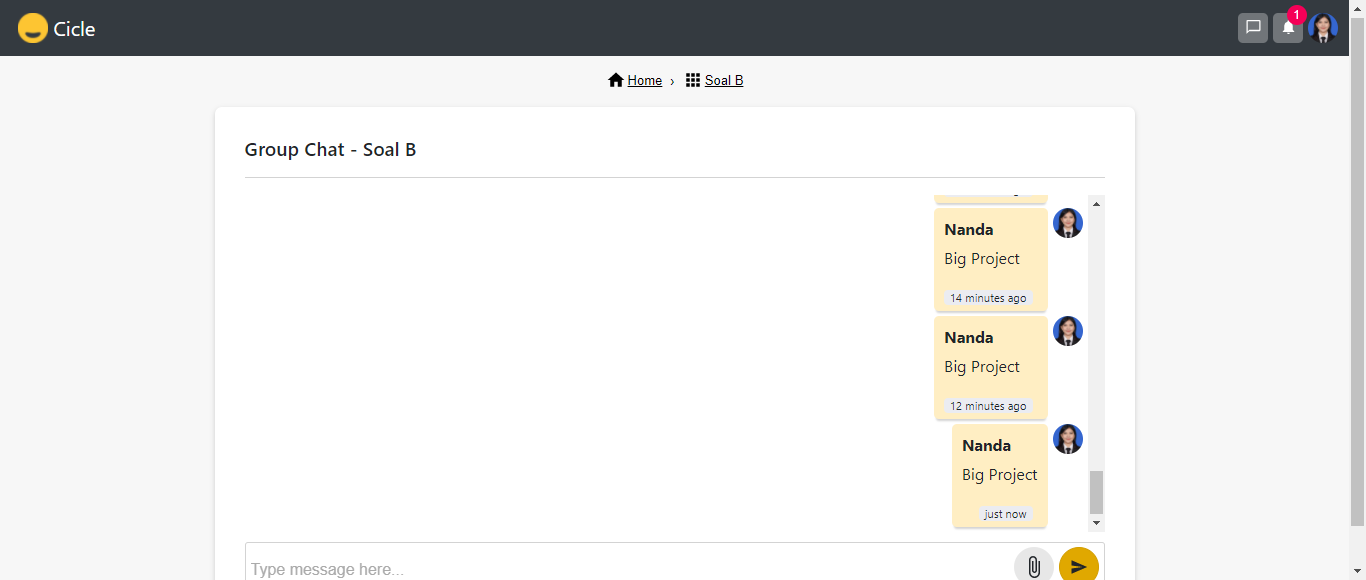 Cicle
1
Home › Soal B
Group Chat - Soal B
Nanda
Big Project
14 minutes ago
Nanda
Big Project
12 minutes ago
Nanda
Big Project
just now
Type message here...